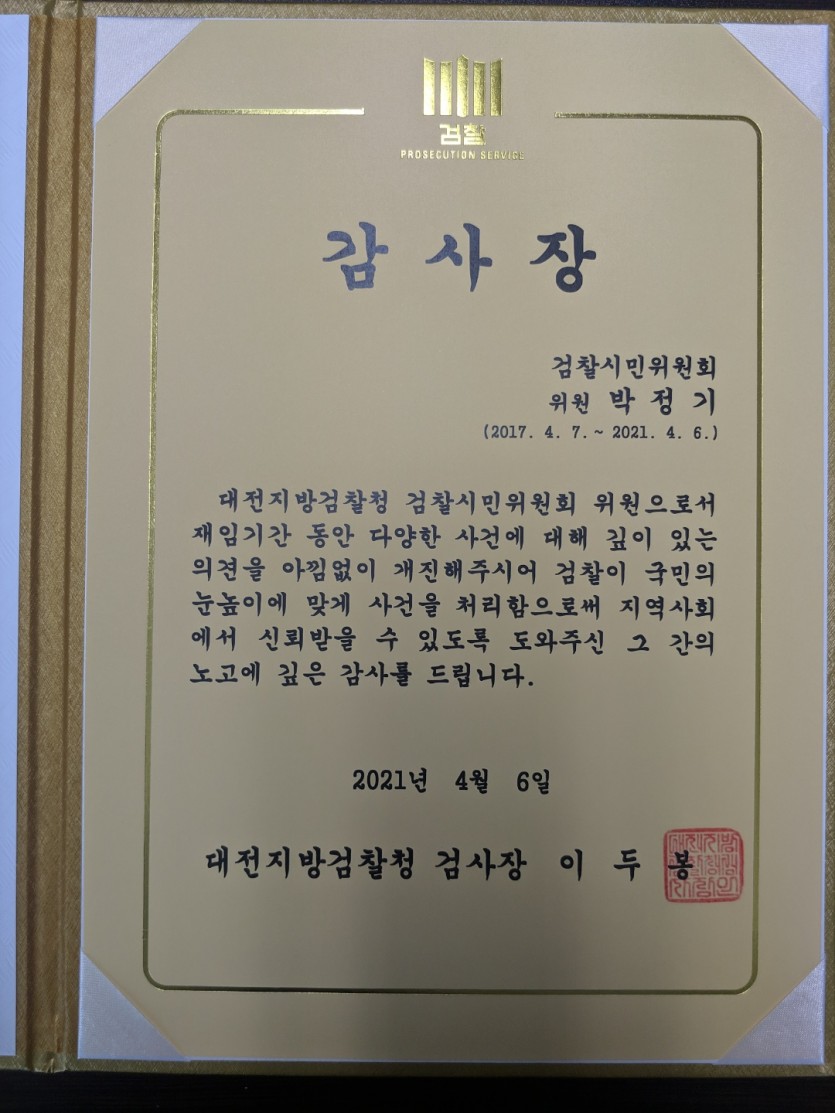 검찰
PROSECUTION SERVICE
감 사 장
검찰시민위원회
위원 박 정 기
(2017. 4. 7. ~ 2021. 4. 6.)
대전지방검찰청 검찰시민위원회 위원으로서
재임기간 동안 다양한 사건에 대해 깊이 있는
의견을 아낌없이 개진해주시어 검찰이 국민의
눈높이에 맞게 사건을 처리함으로써 지역사회
에서 신뢰받을 수 있도록 도와주신 그 간의
노고에 깊은 감사를 드립니다.
2021년 4월 6일
대전지방검찰청 검사장 이 두 봉